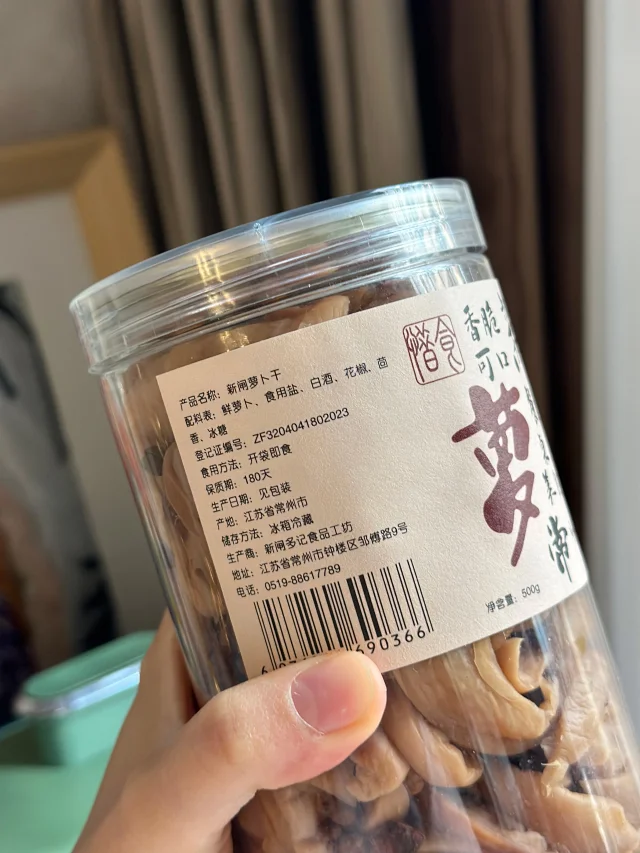 产品名称：新闸萝卜干
配料表：鲜萝卜、食用盐、白酒、花椒、茴
香、冰糖
登记证编号：ZF3204041802023
食用方法：开袋即食
保质期：180天
生产日期：见包装
产地：江苏省常州市
储存方法：冰箱冷藏
生产商：新闸多记食品工坊
地址：江苏省常州市钟楼区邹傅路9号
电话：0519-88617789
690366
香脆
可口
萝
常
净含量：500g